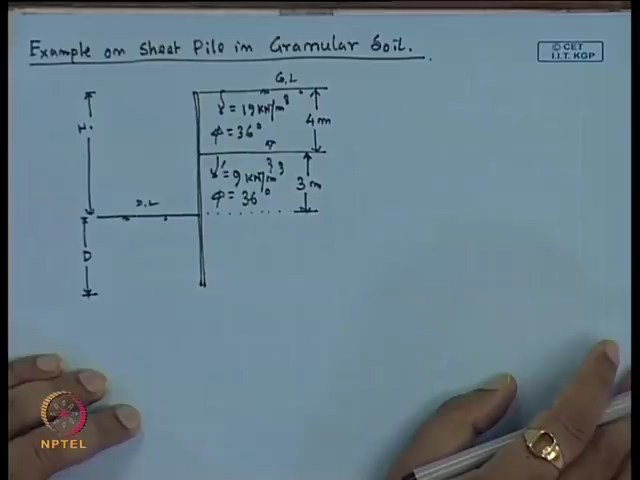 Example on Sheet Pile in Granular Soil.
© CET
I.I.T. KGP
G.L
γ = 19 kN/m³
φ = 36°
4 m
H
γ' = 9 kN/m³
φ = 36°
3 m
D.L
D
NPTEL